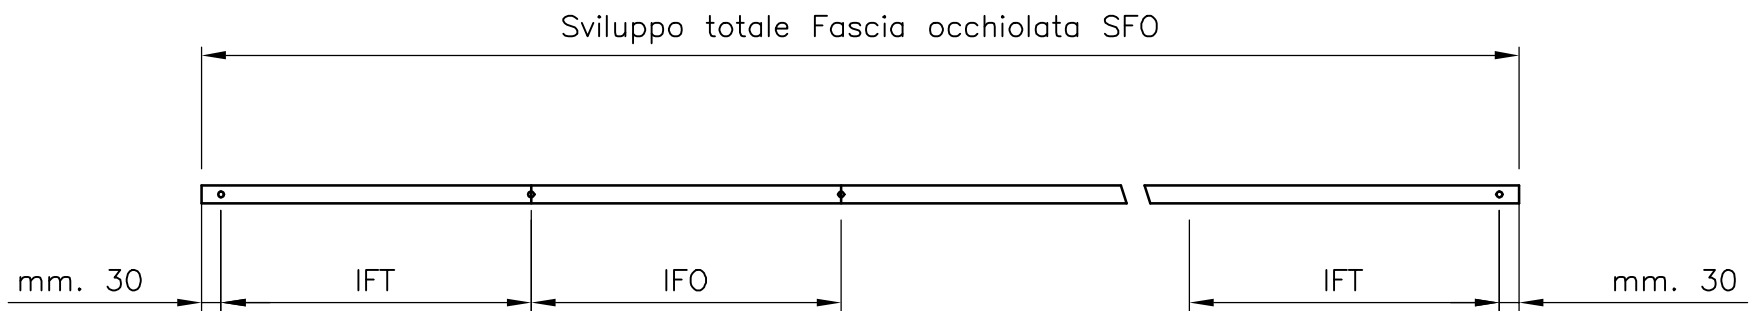 Sviluppo totale Fascia occhiolata SFO
mm. 30 IFT IFO IFT mm. 30